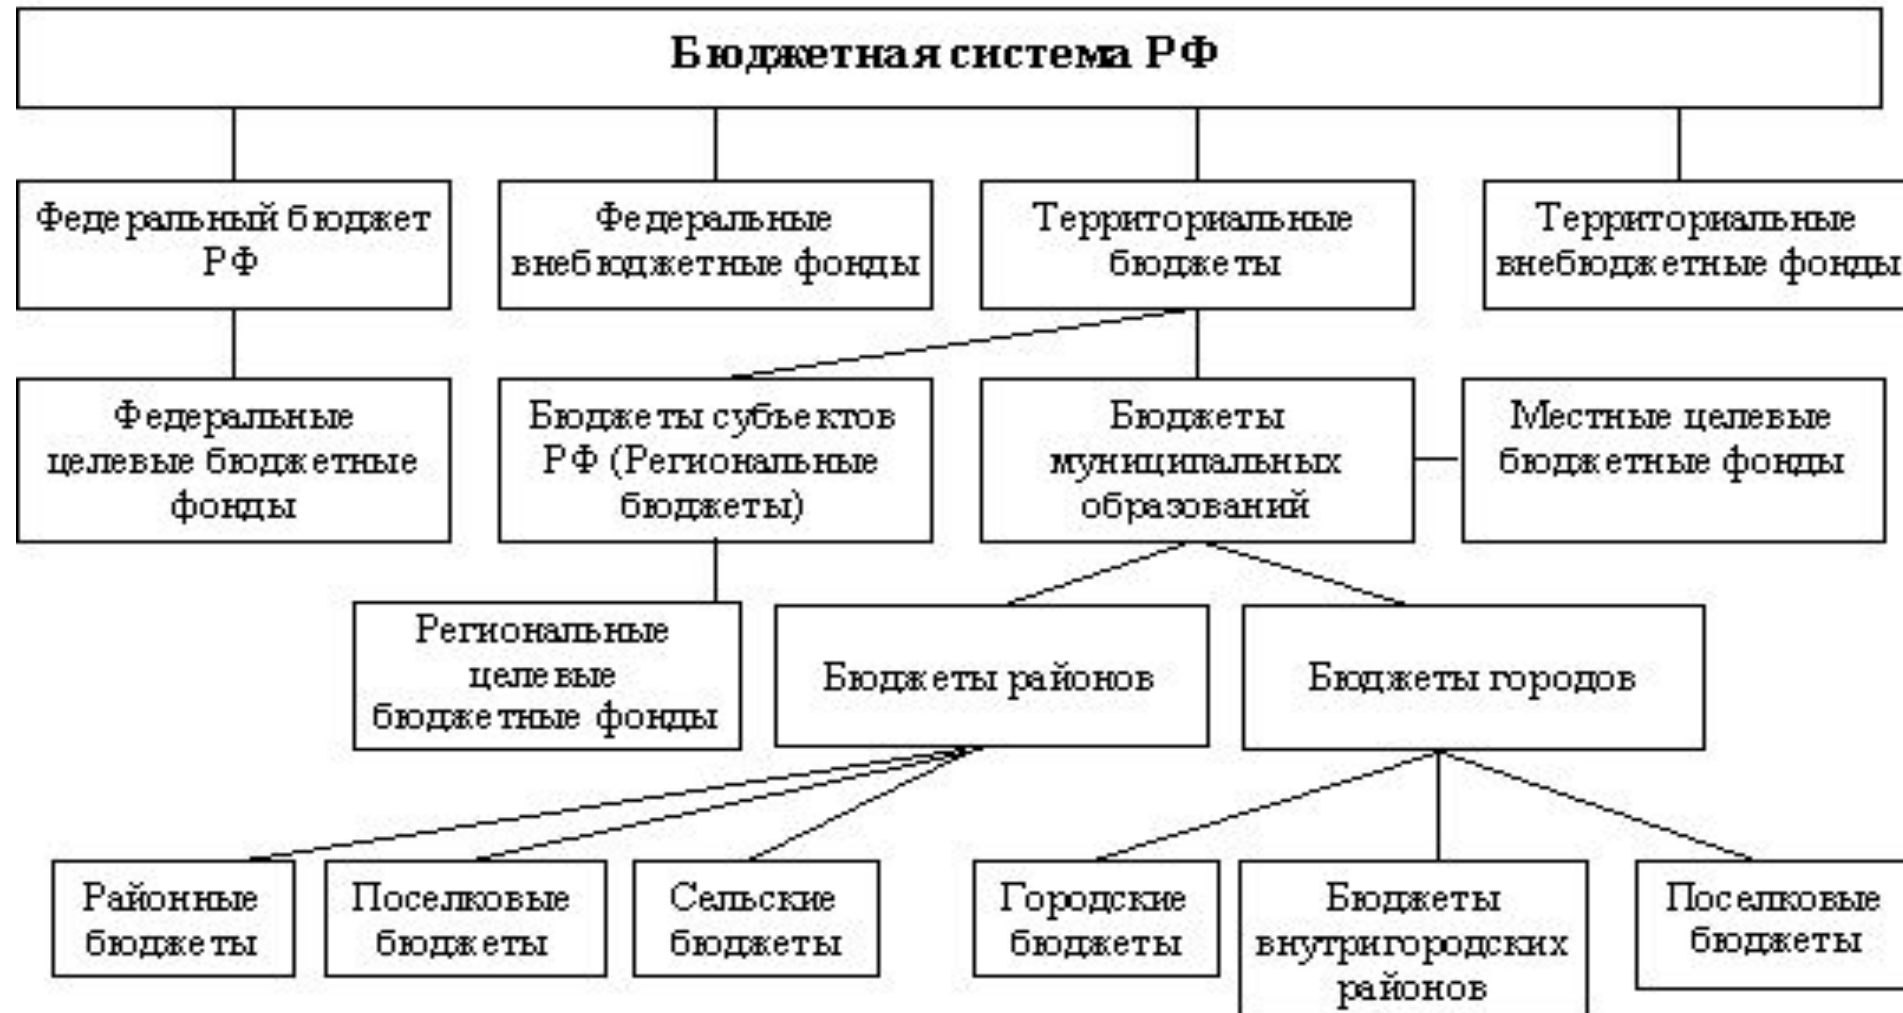 Бюджетная система РФ
Федеральный бюджет
РФ
Федеральные
внебюджетные фонды
Территориальные
бюджеты
Территориальные
внебюджетные фонды
Федеральные
целевые бюджетные
фонды
Бюджеты субъектов
РФ (Региональные
бюджеты)
Бюджеты
муниципальных
образований
Местные целевые
бюджетные фонды
Региональные
целевые
бюджетные фонды
Бюджеты районов
Бюджеты городов
Районные
бюджеты
Поселковые
бюджеты
Сельские
бюджеты
Городские
бюджеты
Бюджеты
внутригородских
районов
Поселковые
бюджеты